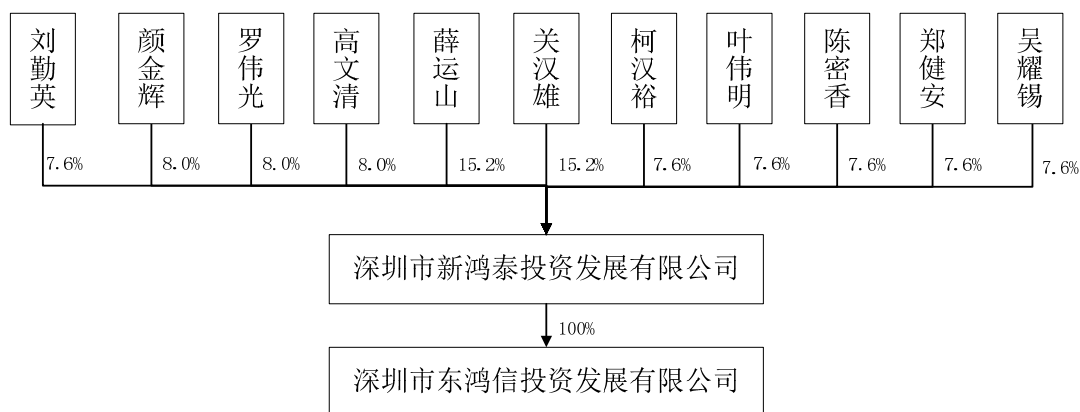 刘勤英
颜金辉
罗伟光
高文清
薛运山
关汉雄
柯汉裕
叶伟明
陈密香
郑健安
吴耀锡
7.6%
8.0%
8.0%
8.0%
15.2%
15.2%
7.6%
7.6%
7.6%
7.6%
7.6%
深圳市新鸿泰投资发展有限公司
100%
深圳市东鸿信投资发展有限公司